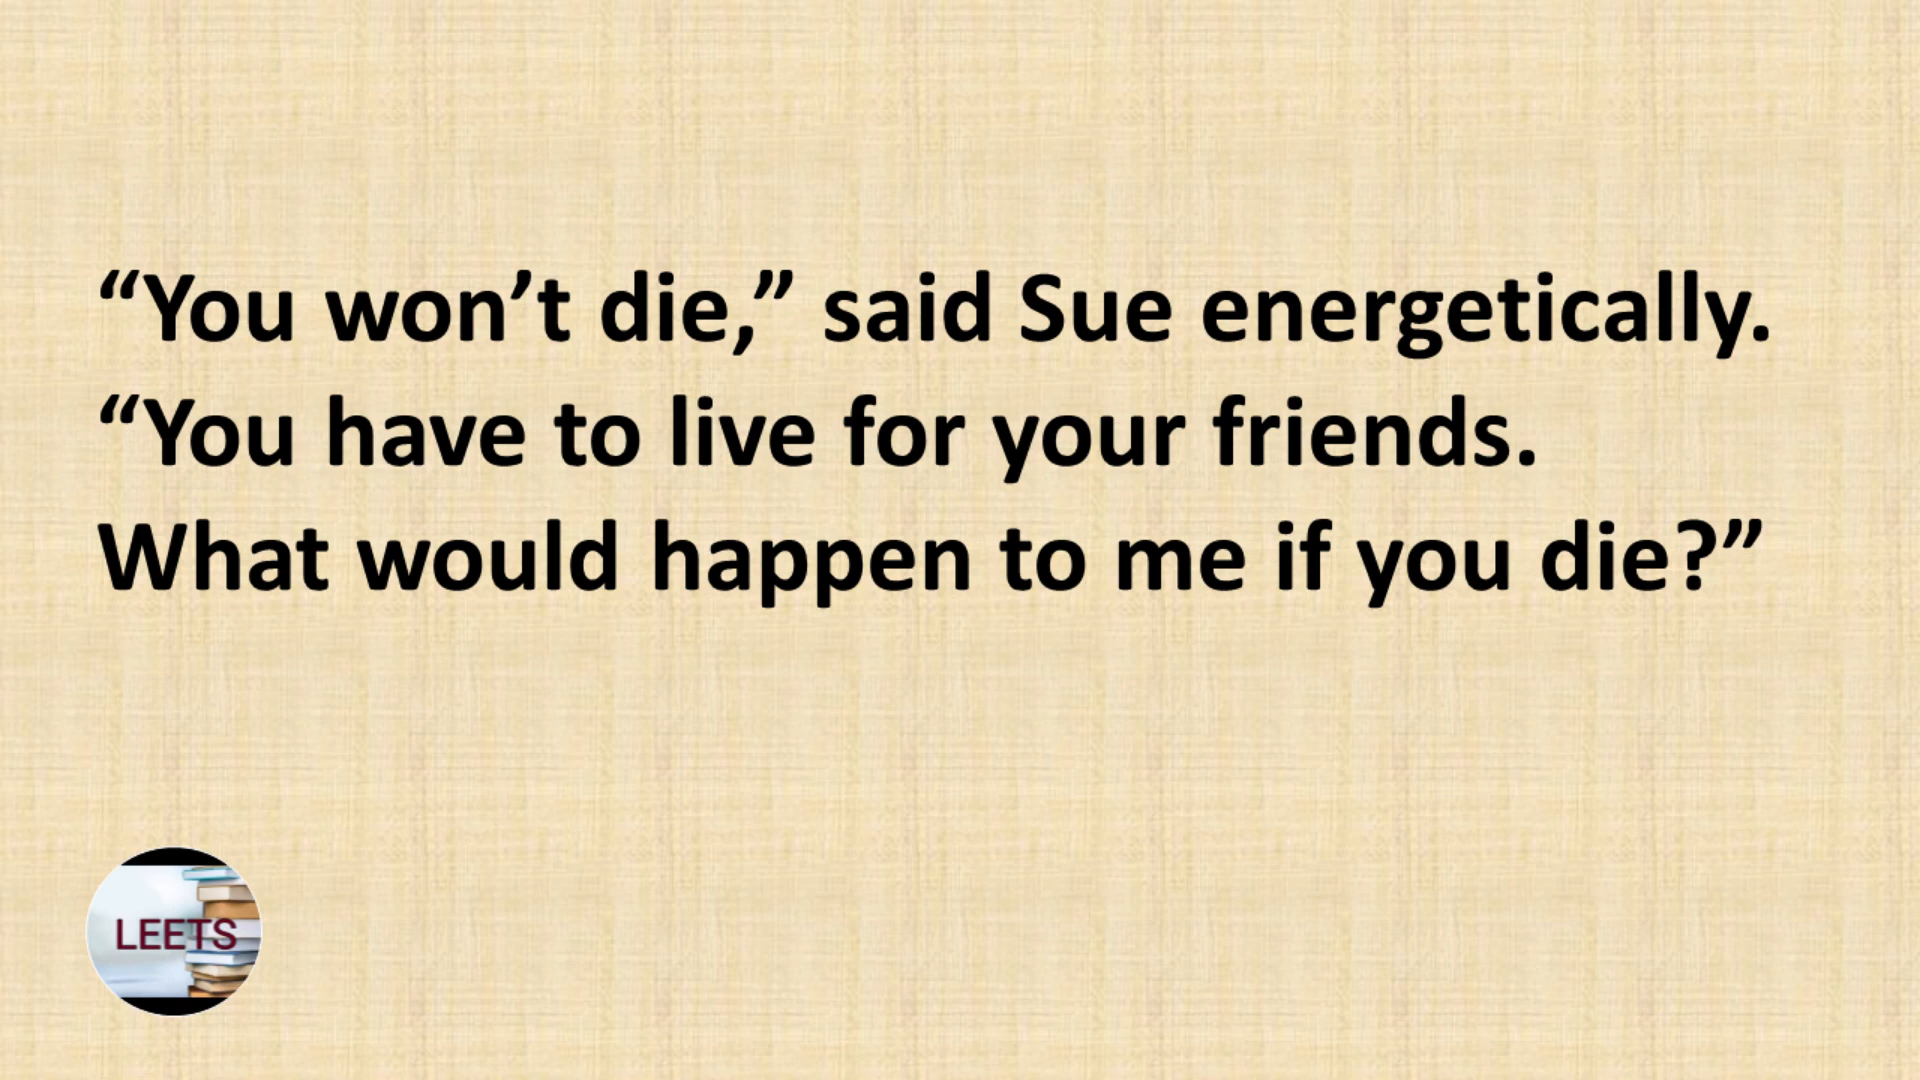 “You won’t die,” said Sue energetically.
“You have to live for your friends.
What would happen to me if you die?”
LEETS